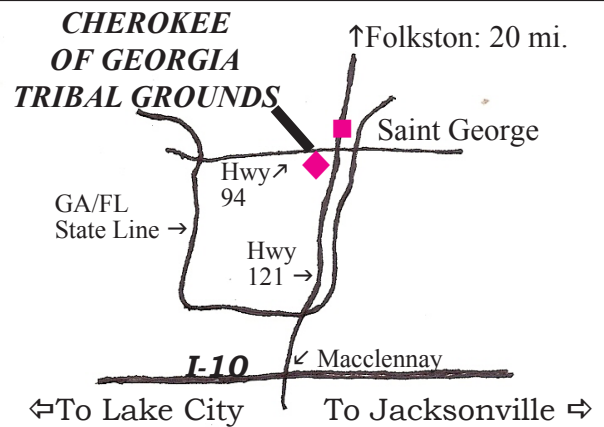 CHEROKEE
OF GEORGIA
TRIBAL GROUNDS
↑Folkston: 20 mi.
Saint George
Hwy↗
94
GA/FL
State Line →
Hwy
121 →
I-10
↙ Macclennay
⇦To Lake City
To Jacksonville ⇨